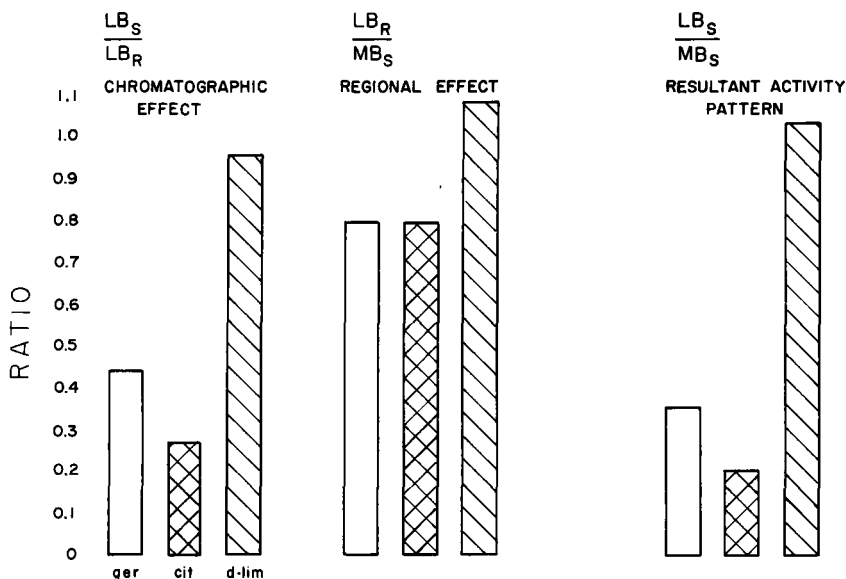 LBS
LBR
CHROMATOGRAPHIC
EFFECT
LBR
MBS
REGIONAL EFFECT
LBS
MBS
RESULTANT ACTIVITY
PATTERN
RATIO
1.1
1.0
0.9
0.8
0.7
0.6
0.5
0.4
0.3
0.2
0.1
0
ger cit d-lim